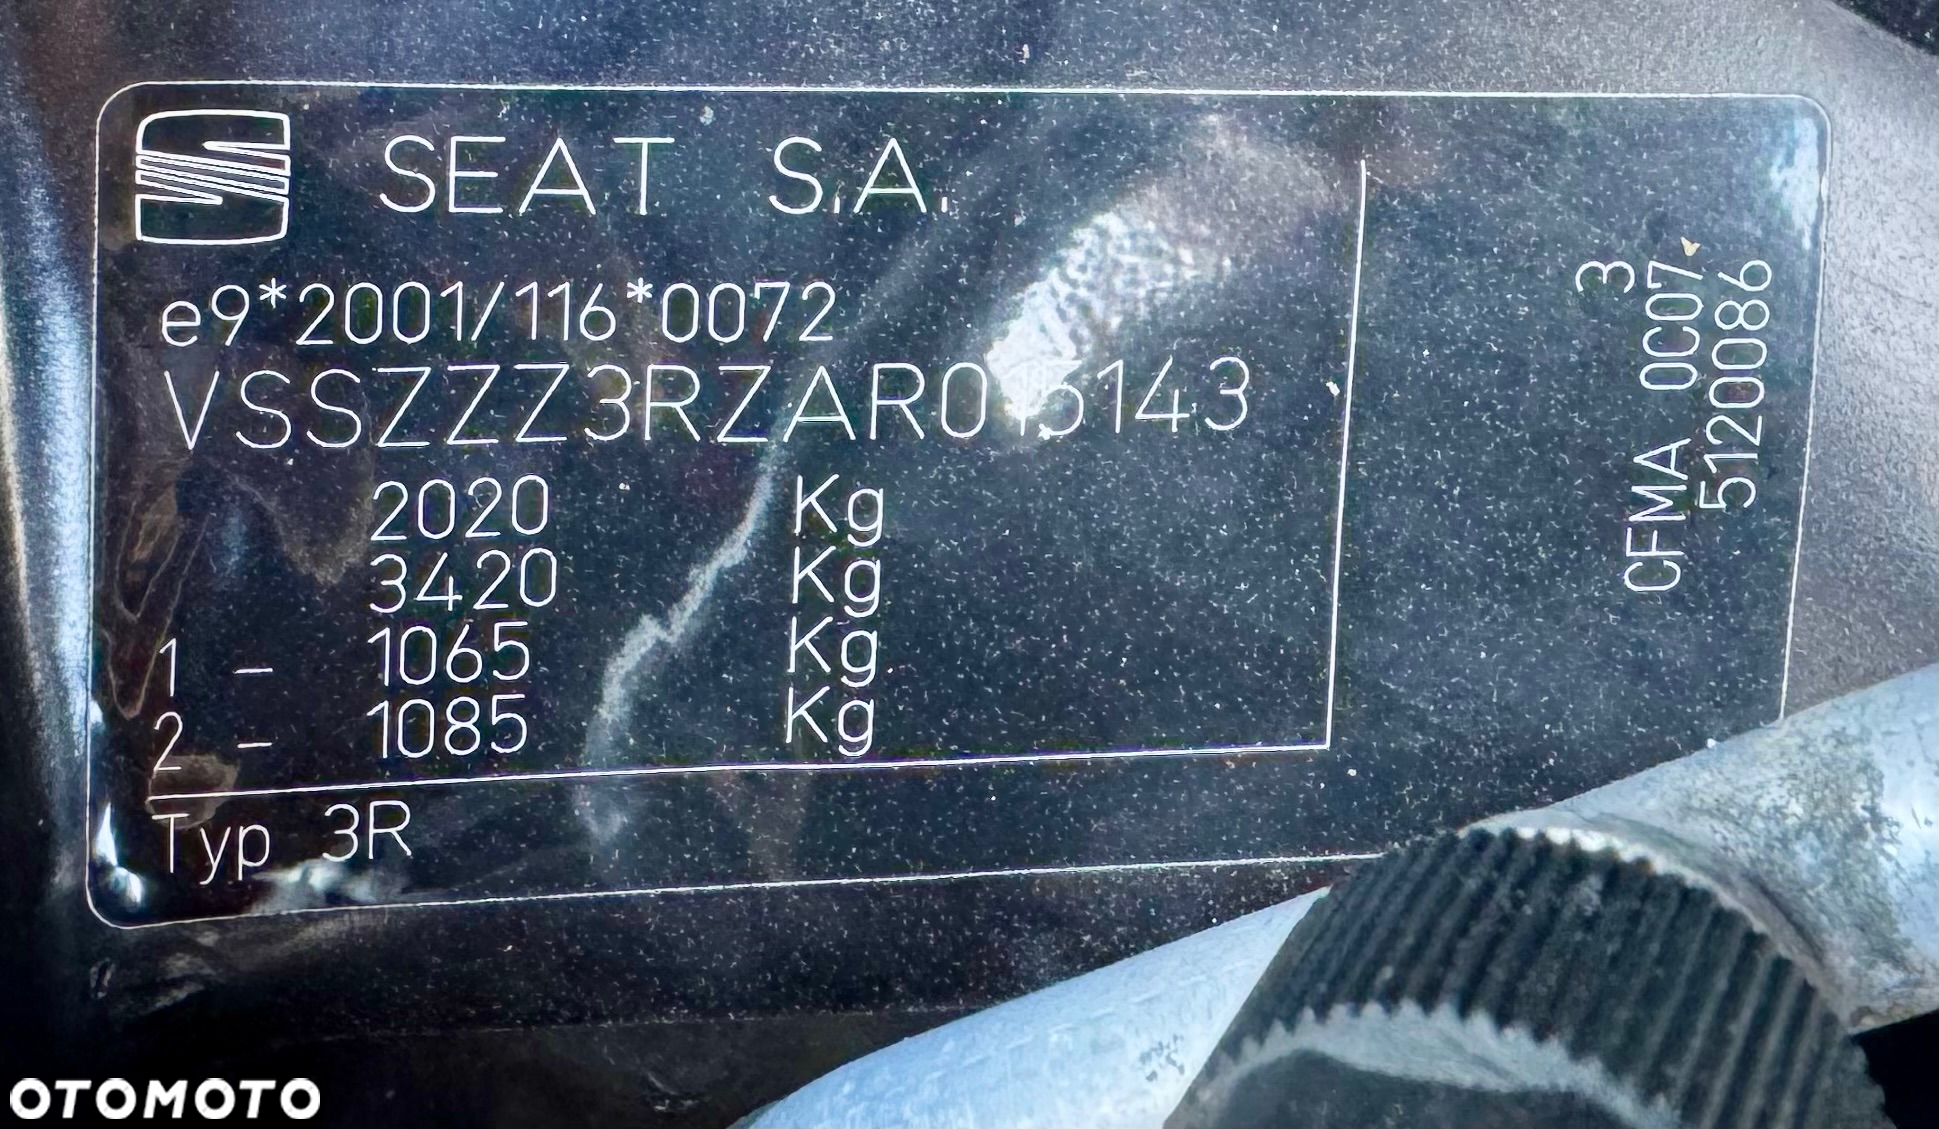 SEAT S.A.
e9*2001/116*0072
VSSZZZ3RZAR015143
2020 Kg
3420 Kg
1 - 1065 Kg
2 - 1085 Kg
Typ 3R
3
CFMA 0C07
5120086
OTOMOTO